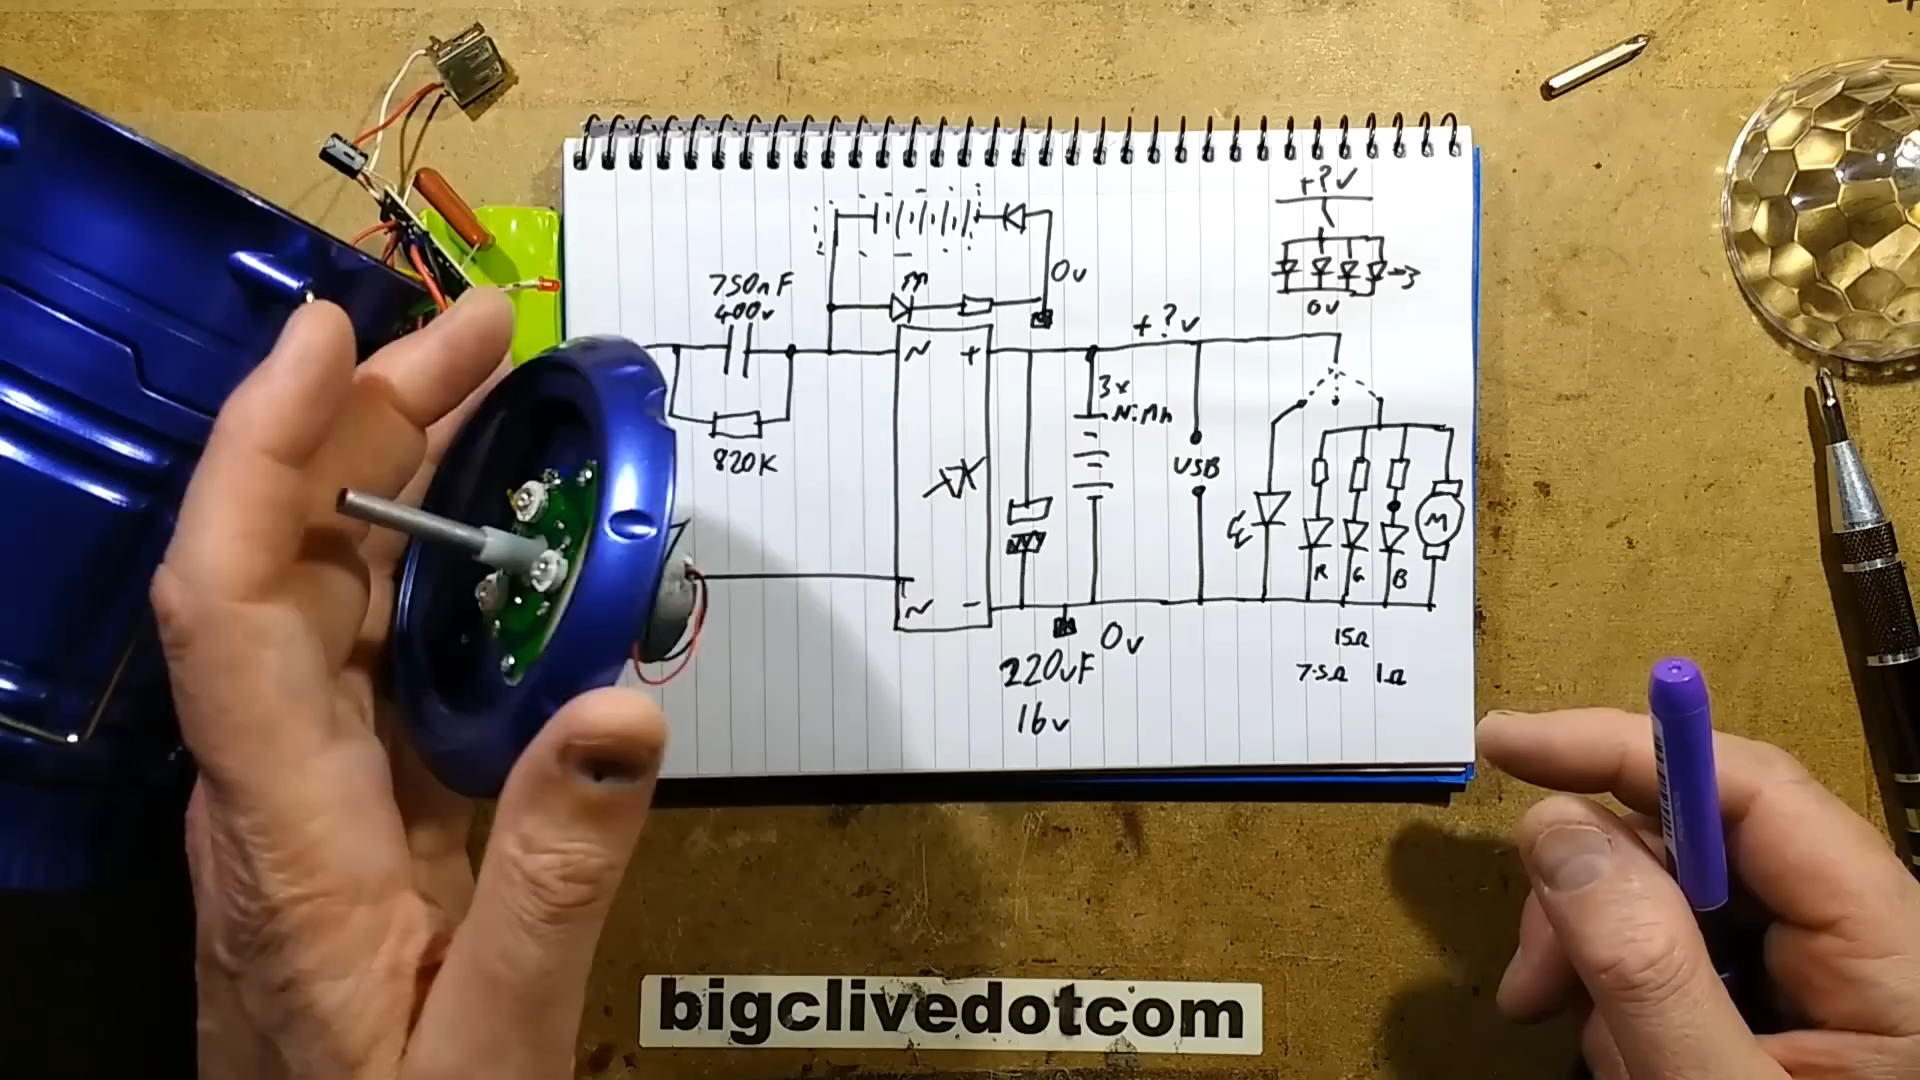 +?v
0v
750nF
400v
0v
+?v
~ +
3x
NiMh
820K
USB
M
R G B
~ -
0v
15Ω
220uF
7.5Ω 1Ω
16v
bigclivedotcom